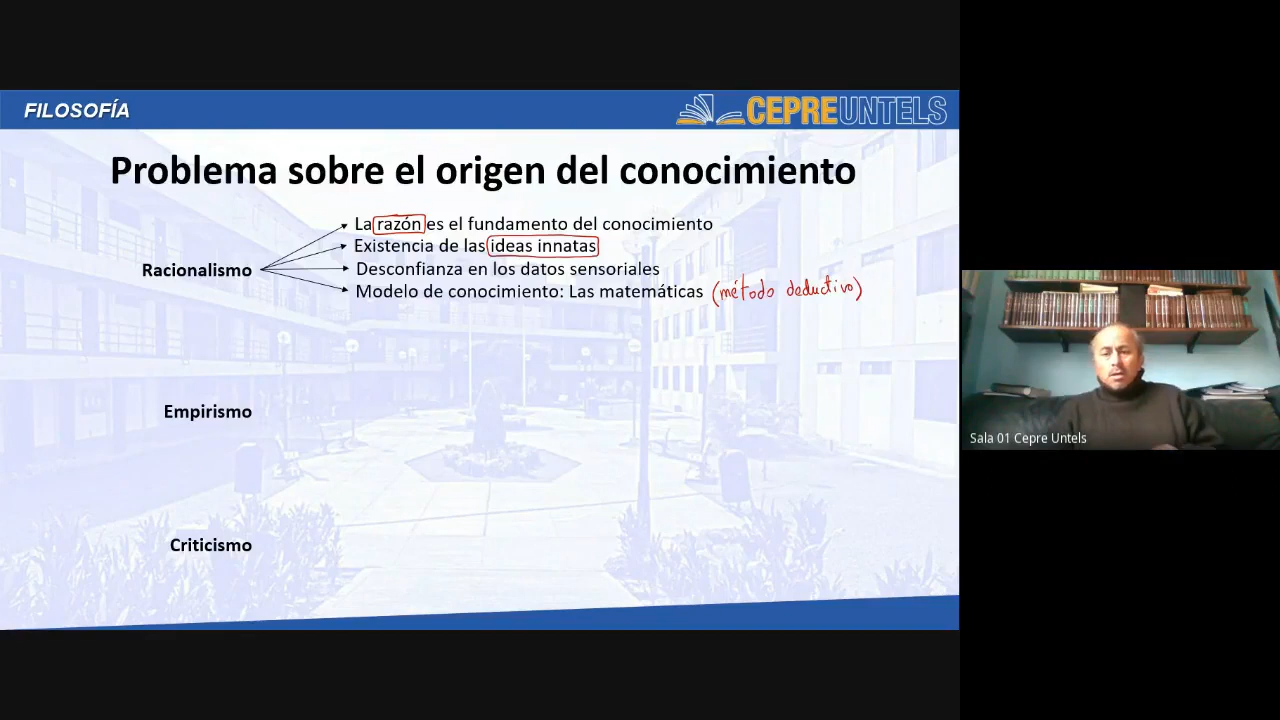 FILOSOFÍA
CEPREUNTELS
Problema sobre el origen del conocimiento
La razón es el fundamento del conocimiento
Existencia de las ideas innatas
Racionalismo
Desconfianza en los datos sensoriales
Modelo de conocimiento: Las matemáticas (método deductivo)
Empirismo
Criticismo
Sala 01 Cepre Untels